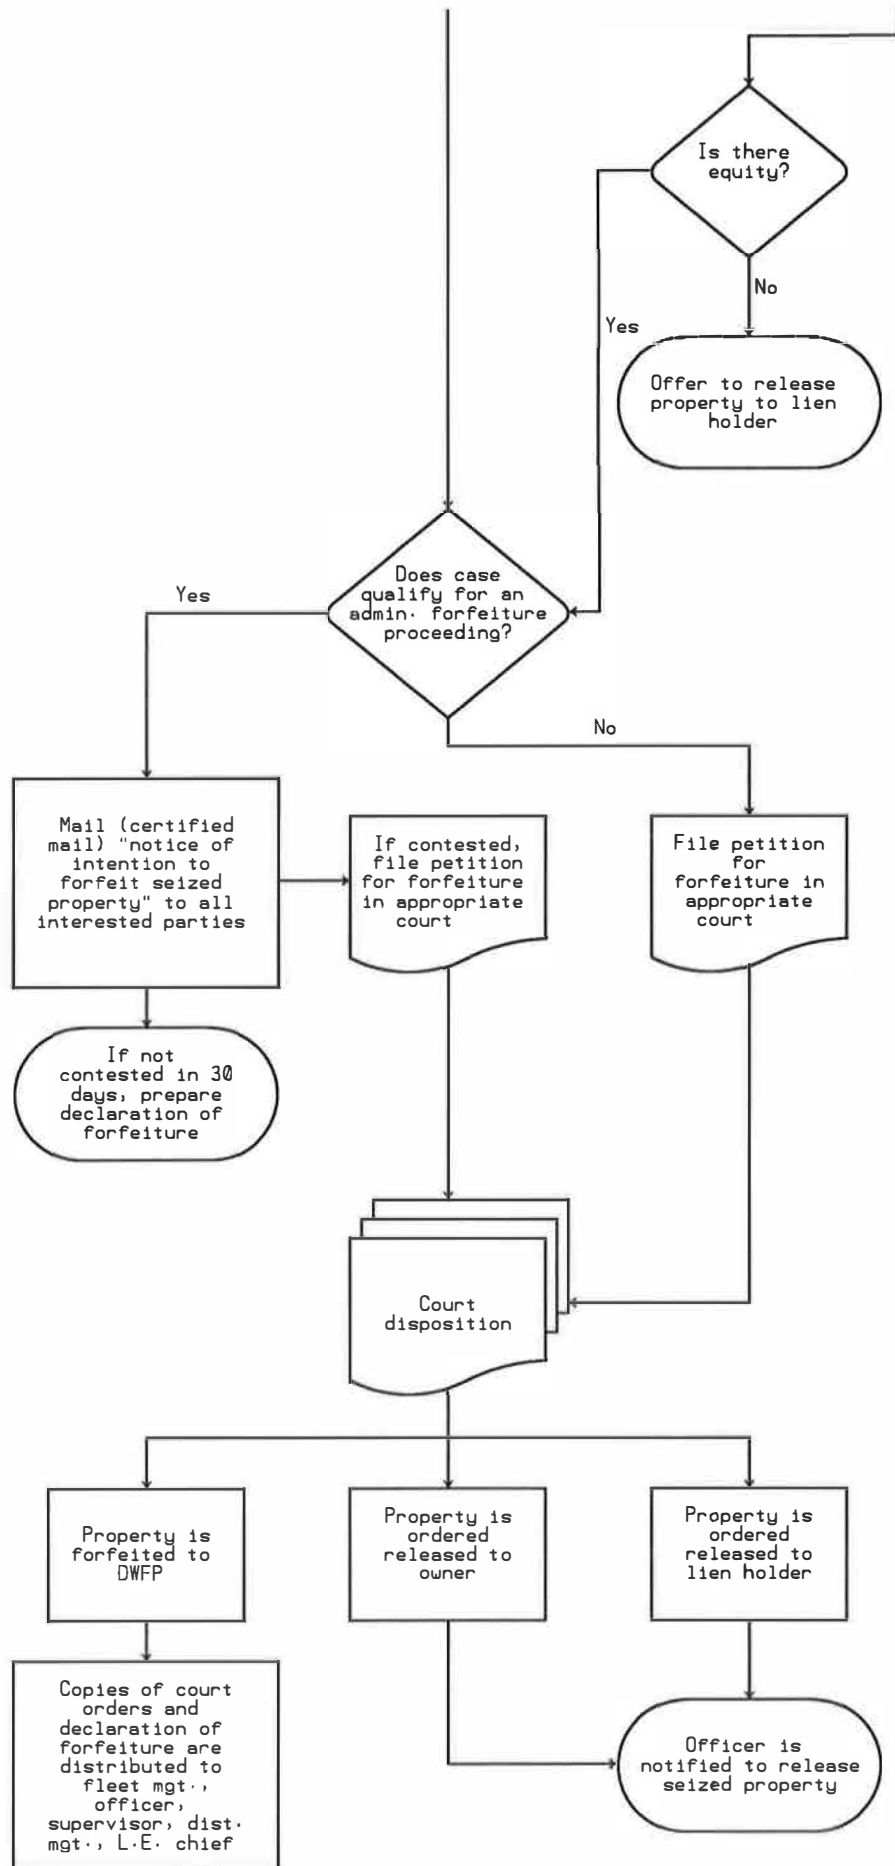 Is there
equity?
No
Yes
Offer to release
property to lien
holder
Does case
qualify for an
admin. forfeiture
proceeding?
Yes
No
Mail (certified
mail) "notice of
intention to
forfeit seized
property" to all
interested parties
If contested,
file petition
for forfeiture
in appropriate
court
File petition
for
forfeiture in
appropriate
court
If not
contested in 30
days, prepare
declaration of
forfeiture
Court
disposition
Property is
forfeited to
DWFP
Property is
ordered
released to
owner
Property is
ordered
released to
lien holder
Copies of court
orders and
declaration of
forfeiture are
distributed to
fleet mgt.,
officer,
supervisor, dist.
mgt., L.E. chief
Officer is
notified to release
seized property